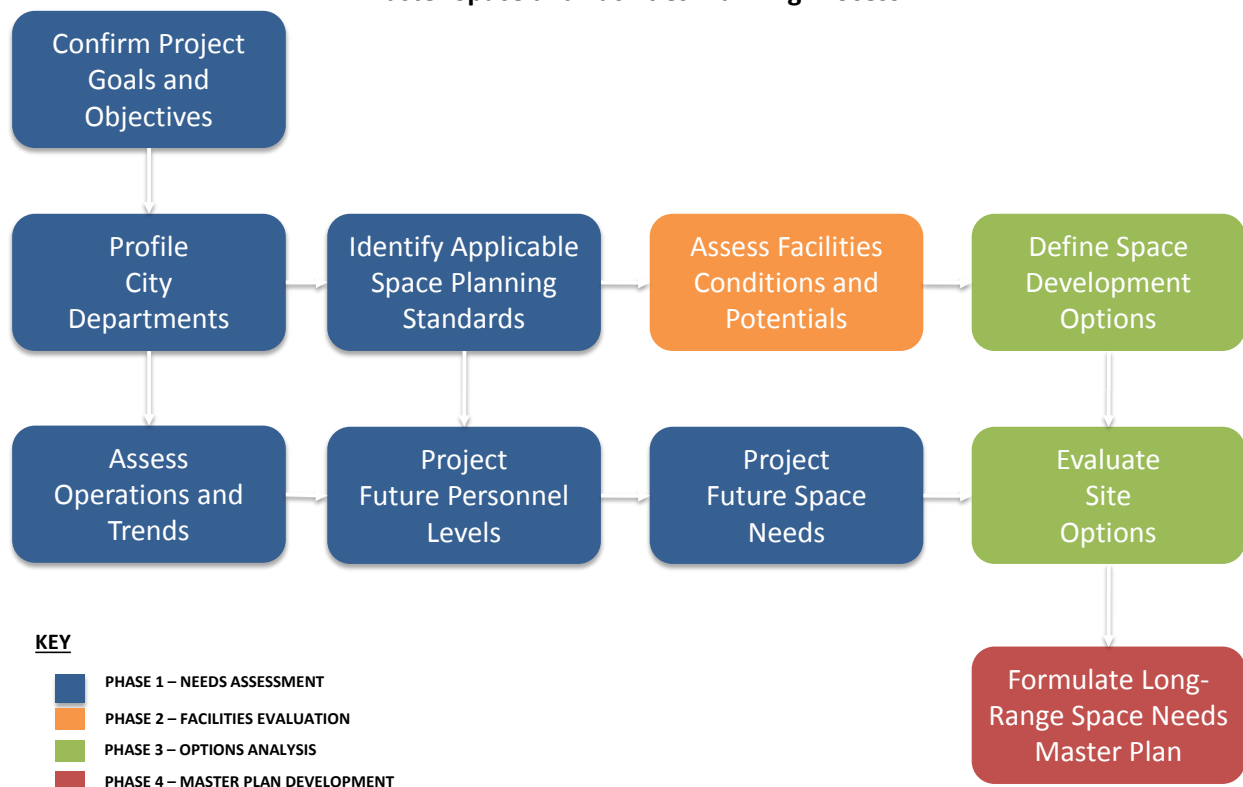 Confirm Project
Goals and
Objectives
Profile
City
Departments
Identify Applicable
Space Planning
Standards
Assess Facilities
Conditions and
Potentials
Define Space
Development
Options
Assess
Operations and
Trends
Project
Future Personnel
Levels
Project
Future Space
Needs
Evaluate
Site
Options
Formulate Long-
Range Space Needs
Master Plan
KEY
PHASE 1 – NEEDS ASSESSMENT
PHASE 2 – FACILITIES EVALUATION
PHASE 3 – OPTIONS ANALYSIS
PHASE 4 – MASTER PLAN DEVELOPMENT